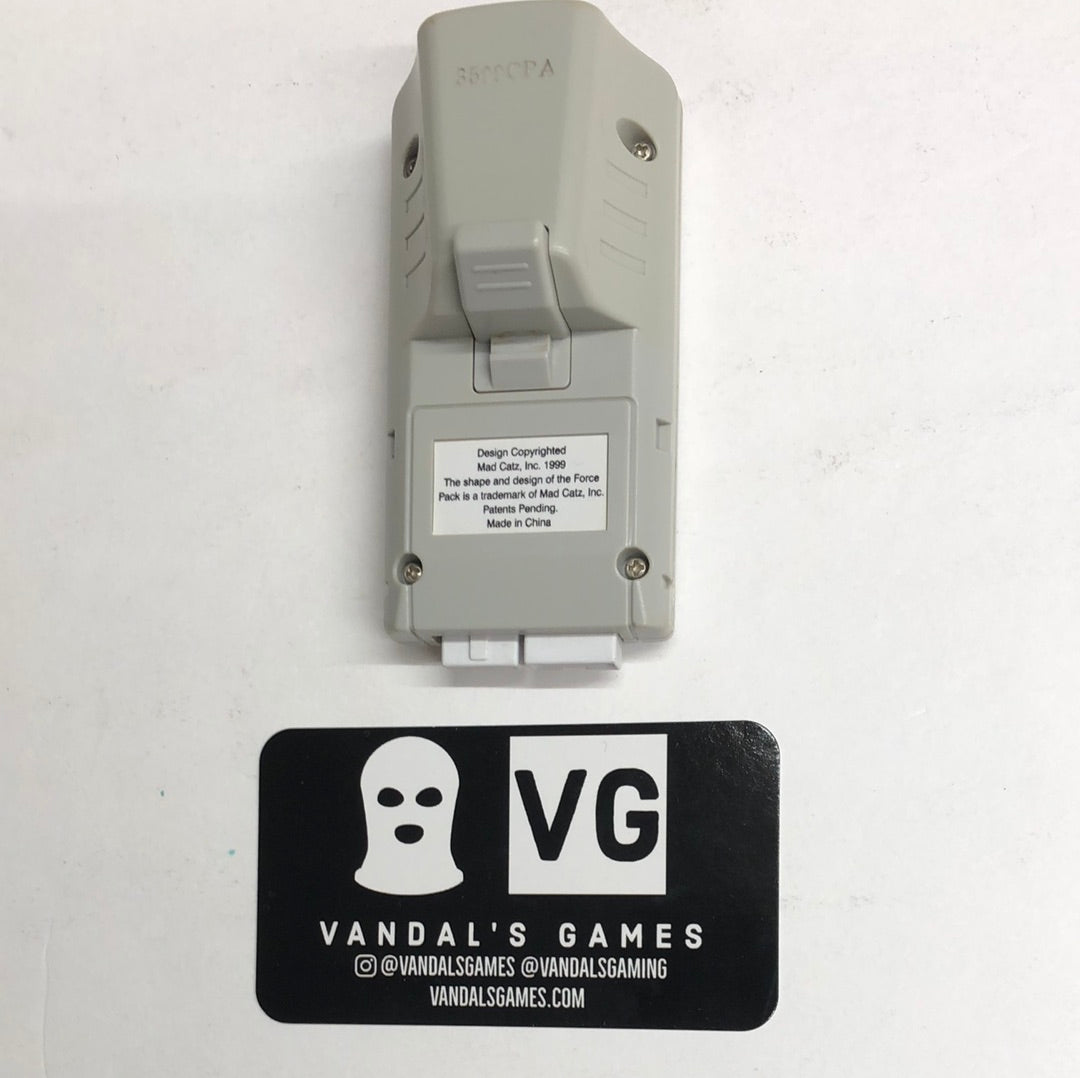 Design Copyrighted
Mad Catz, Inc. 1999
The shape and design of the Force
Pack is a trademark of Mad Catz, Inc.
Patents Pending.
Made in China
VG
VANDAL'S GAMES
@VANDALSGAMES @VANDALSGAMING
VANDALSGAMES.COM